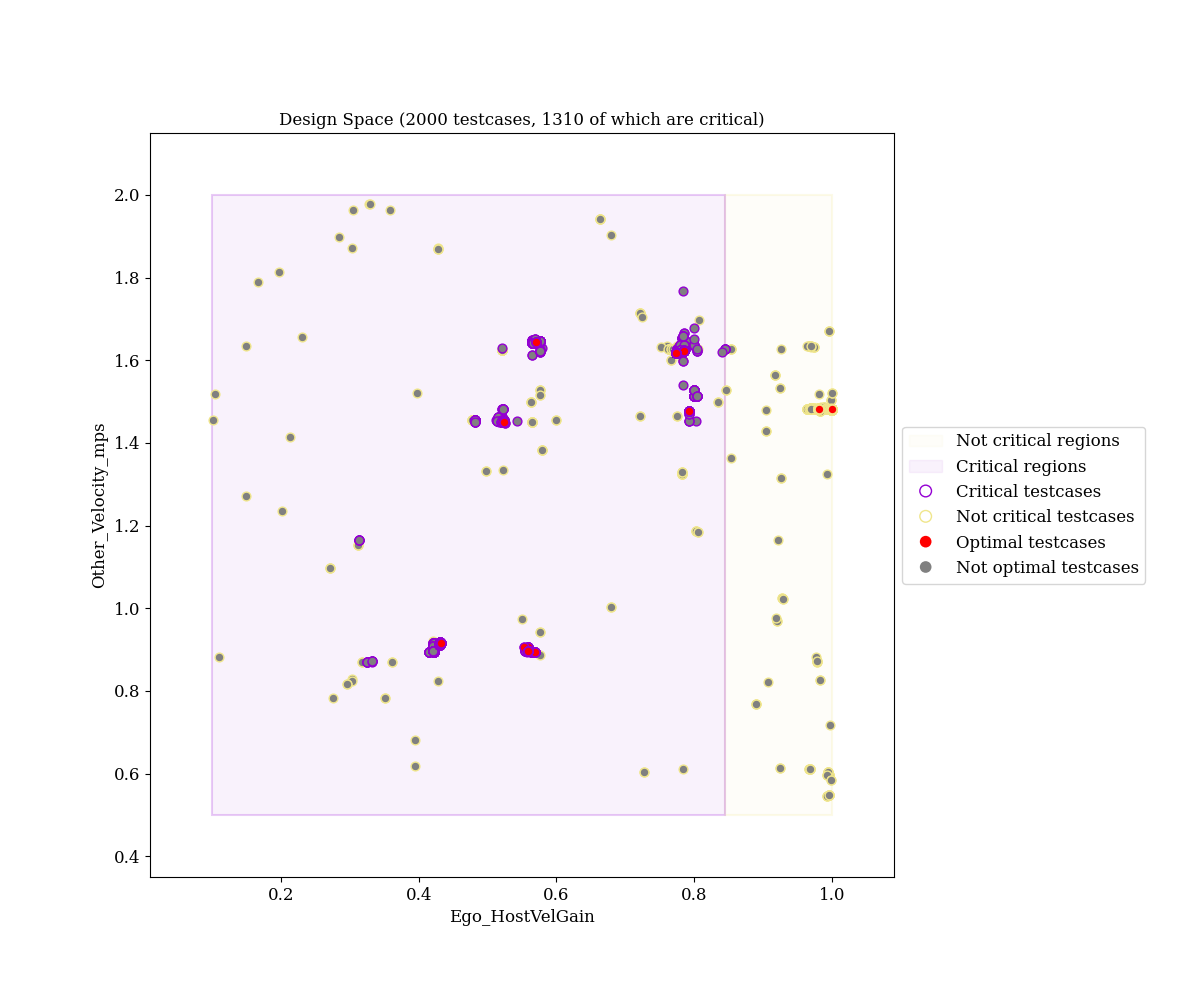 Design Space (2000 testcases, 1310 of which are critical)
2.0
1.8
1.6
1.4
1.2
1.0
0.8
0.6
0.4
Other_Velocity_mps
0.2
0.4
0.6
0.8
1.0
Ego_HostVelGain
Not critical regions
Critical regions
Critical testcases
Not critical testcases
Optimal testcases
Not optimal testcases